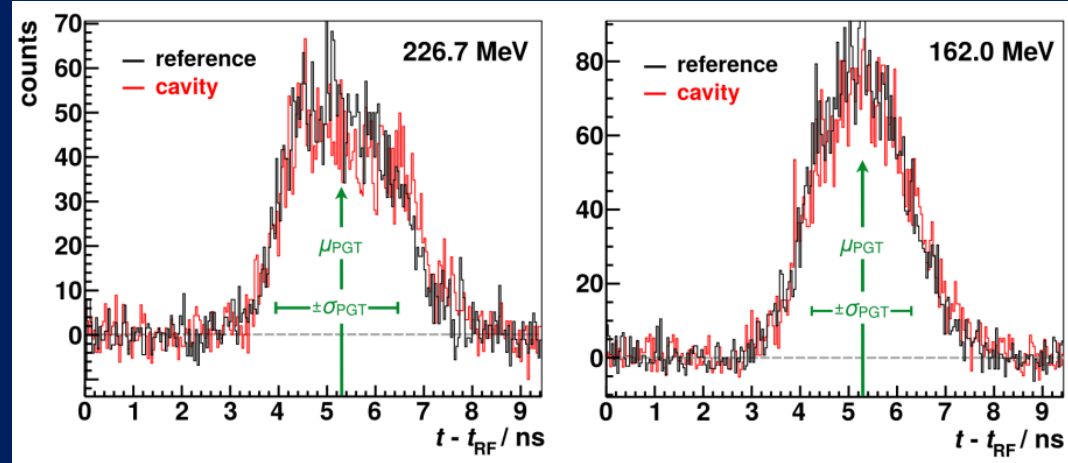 70
60
50
40
30
20
10
0
counts
reference
cavity
226.7 MeV
μPGT
±σPGT
0 1 2 3 4 5 6 7 8 9
t - tRF / ns
80
60
40
20
0
reference
cavity
162.0 MeV
μPGT
±σPGT
0 1 2 3 4 5 6 7 8 9
t - tRF / ns